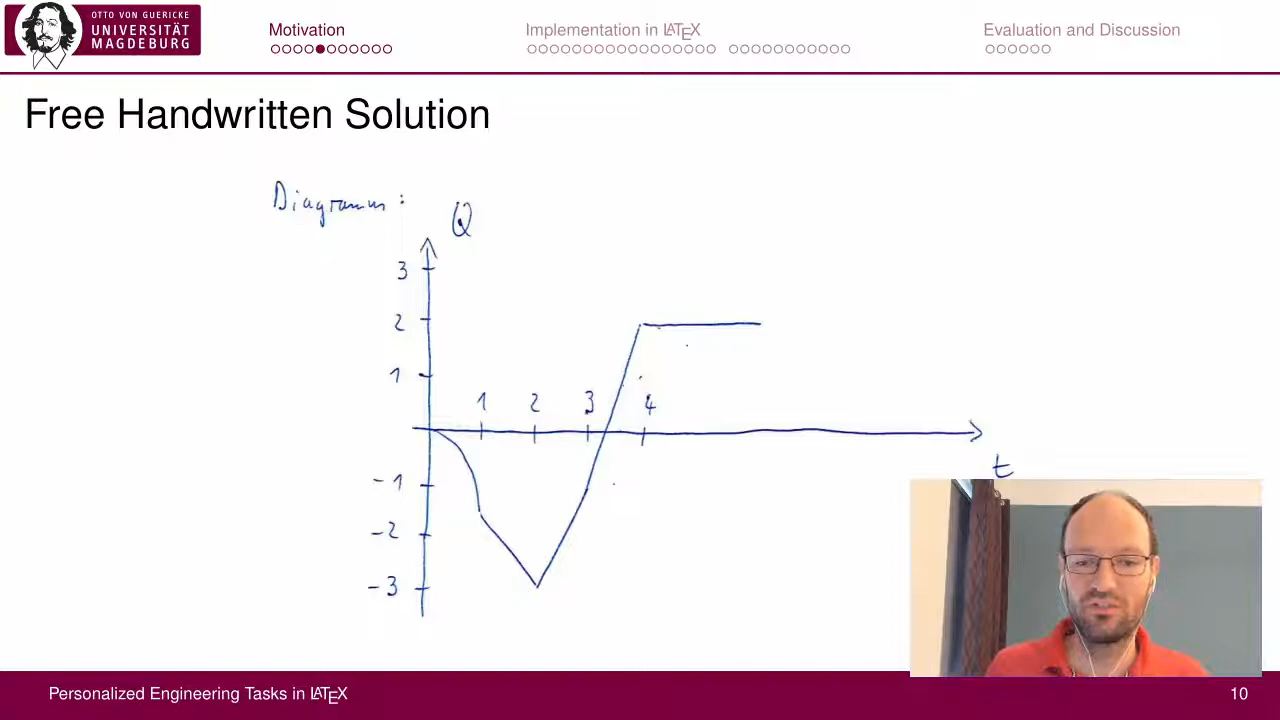 OTTO VON GUERICKE
UNIVERSITÄT
MAGDEBURG
Motivation
Implementation in LATEX
Evaluation and Discussion
Free Handwritten Solution
Diagramm:
Q
3
2
1
1 2 3 4
t
-1
-2
-3
Personalized Engineering Tasks in LATEX
10